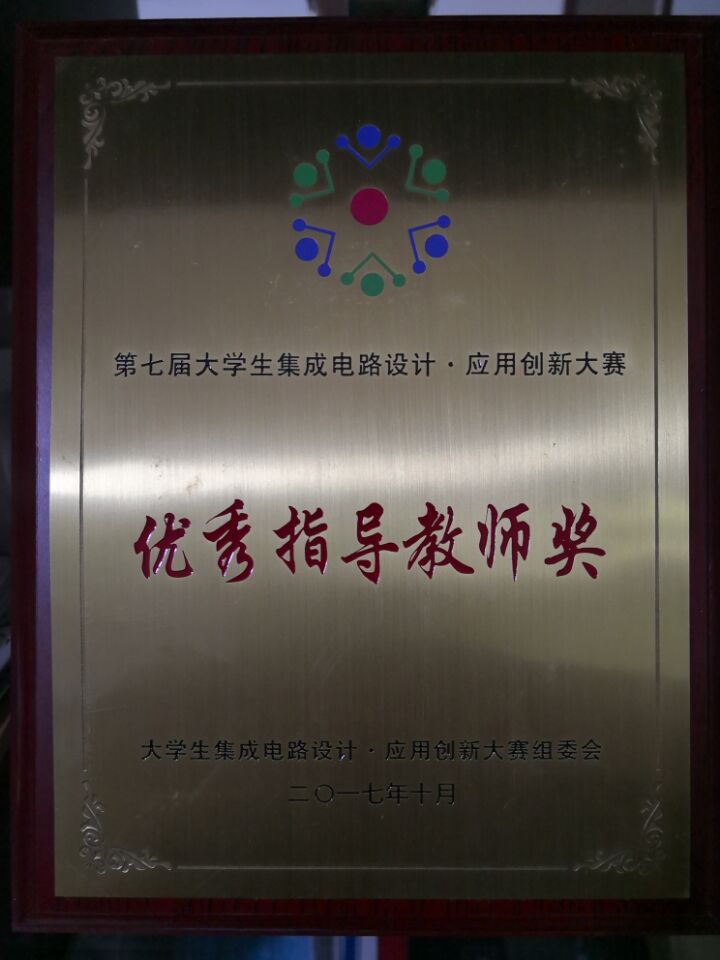 第七届大学生集成电路设计·应用创新大赛
优秀指导教师奖
大学生集成电路设计·应用创新大赛组委会
二〇一七年十月